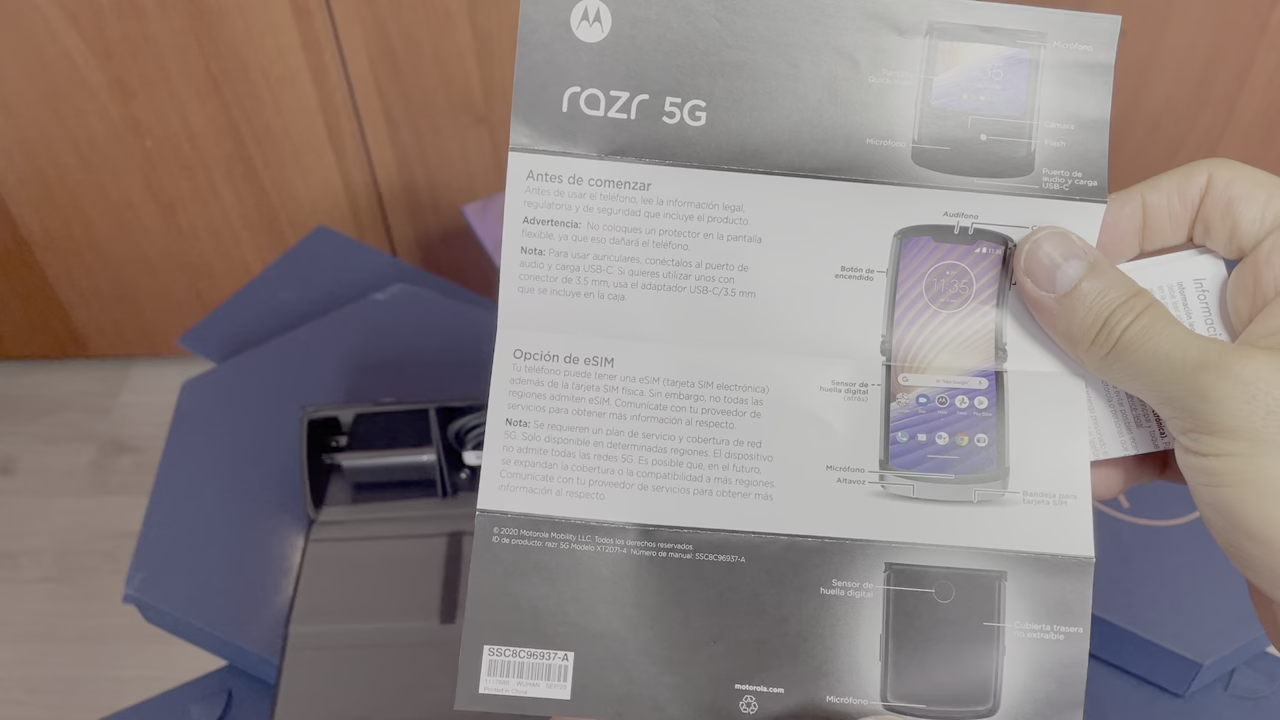 razr 5G
Micrófono
Cámara
Flash
Micrófono
Puerto de
audio y carga
USB-C
Antes de comenzar
Antes de usar el teléfono, lee la información legal,
regulatoria y de seguridad que incluye el producto.
Advertencia: No coloques un protector en la pantalla
flexible, ya que eso dañará el teléfono.
Nota: Para usar auriculares, conéctalos al puerto de
audio y carga USB-C. Si quieres utilizar unos con
conector de 3.5 mm, usa el adaptador USB-C/3.5 mm
que se incluye en la caja.
Audífono
Botón de
encendido
11:35
Google
Sensor de
huella digital
(atrás)
Micrófono
Altavoz
Bandeja para
tarjeta SIM
Opción de eSIM
Tu teléfono puede tener una eSIM (tarjeta SIM electrónica)
además de la tarjeta SIM física. Sin embargo, no todas las
regiones admiten eSIM. Comunícate con tu proveedor de
servicios para obtener más información al respecto.
Nota: Se requieren un plan de servicio y cobertura de red
5G. Solo disponible en determinadas regiones. El dispositivo
no admite todas las redes 5G. Es posible que, en el futuro,
se expandan la cobertura o la compatibilidad a más regiones.
Comunícate con tu proveedor de servicios para obtener más
información al respecto.
© 2020 Motorola Mobility LLC. Todos los derechos reservados.
ID de producto: razr 5G Modelo XT2071-4 Número de manual: SSC8C96937-A
Sensor de
huella digital
Cubierta trasera
no extraíble
Micrófono
SSC8C96937-A
Printed in China
motorola.com